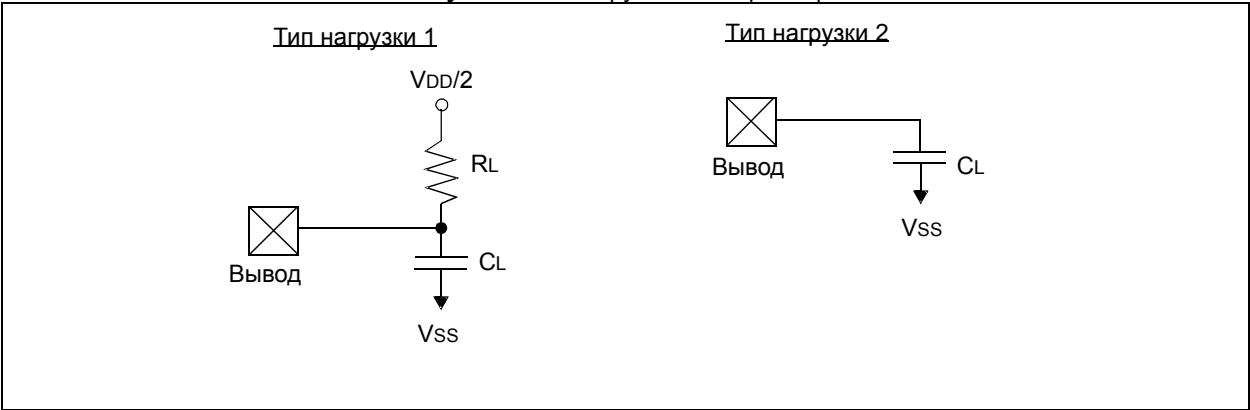 Тип нагрузки 1
VDD/2
RL
Вывод
CL
VSS
Тип нагрузки 2
Вывод
CL
VSS